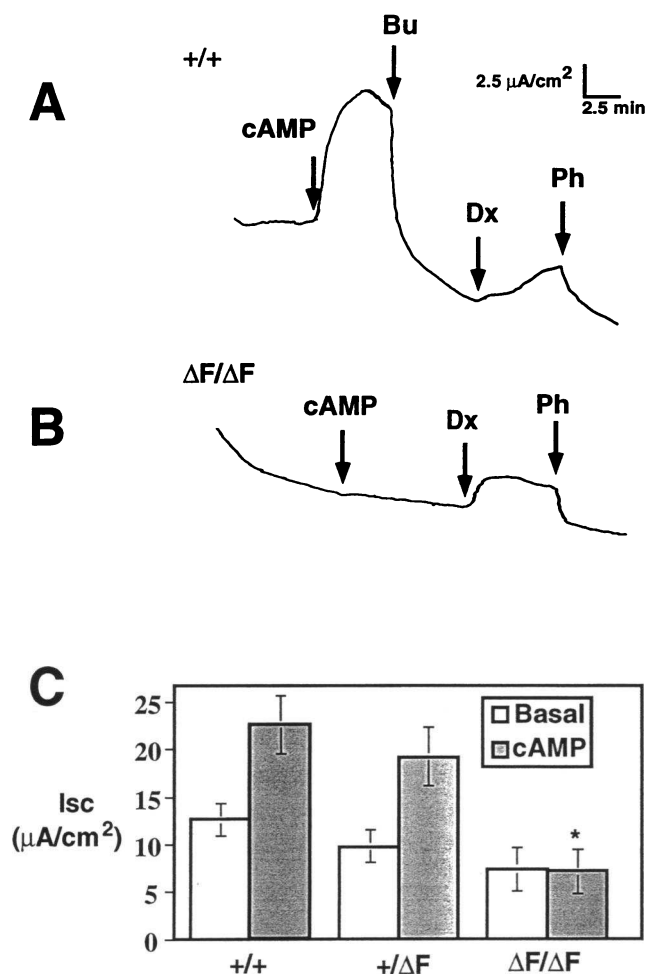 A
+/+
Bu
2.5 µA/cm²
2.5 min
cAMP
Dx
Ph
B
ΔF/ΔF
cAMP
Dx
Ph
C
25
20
15
10
5
0
Isc
(µA/cm²)
Basal
cAMP
*
+/+
+/ΔF
ΔF/ΔF